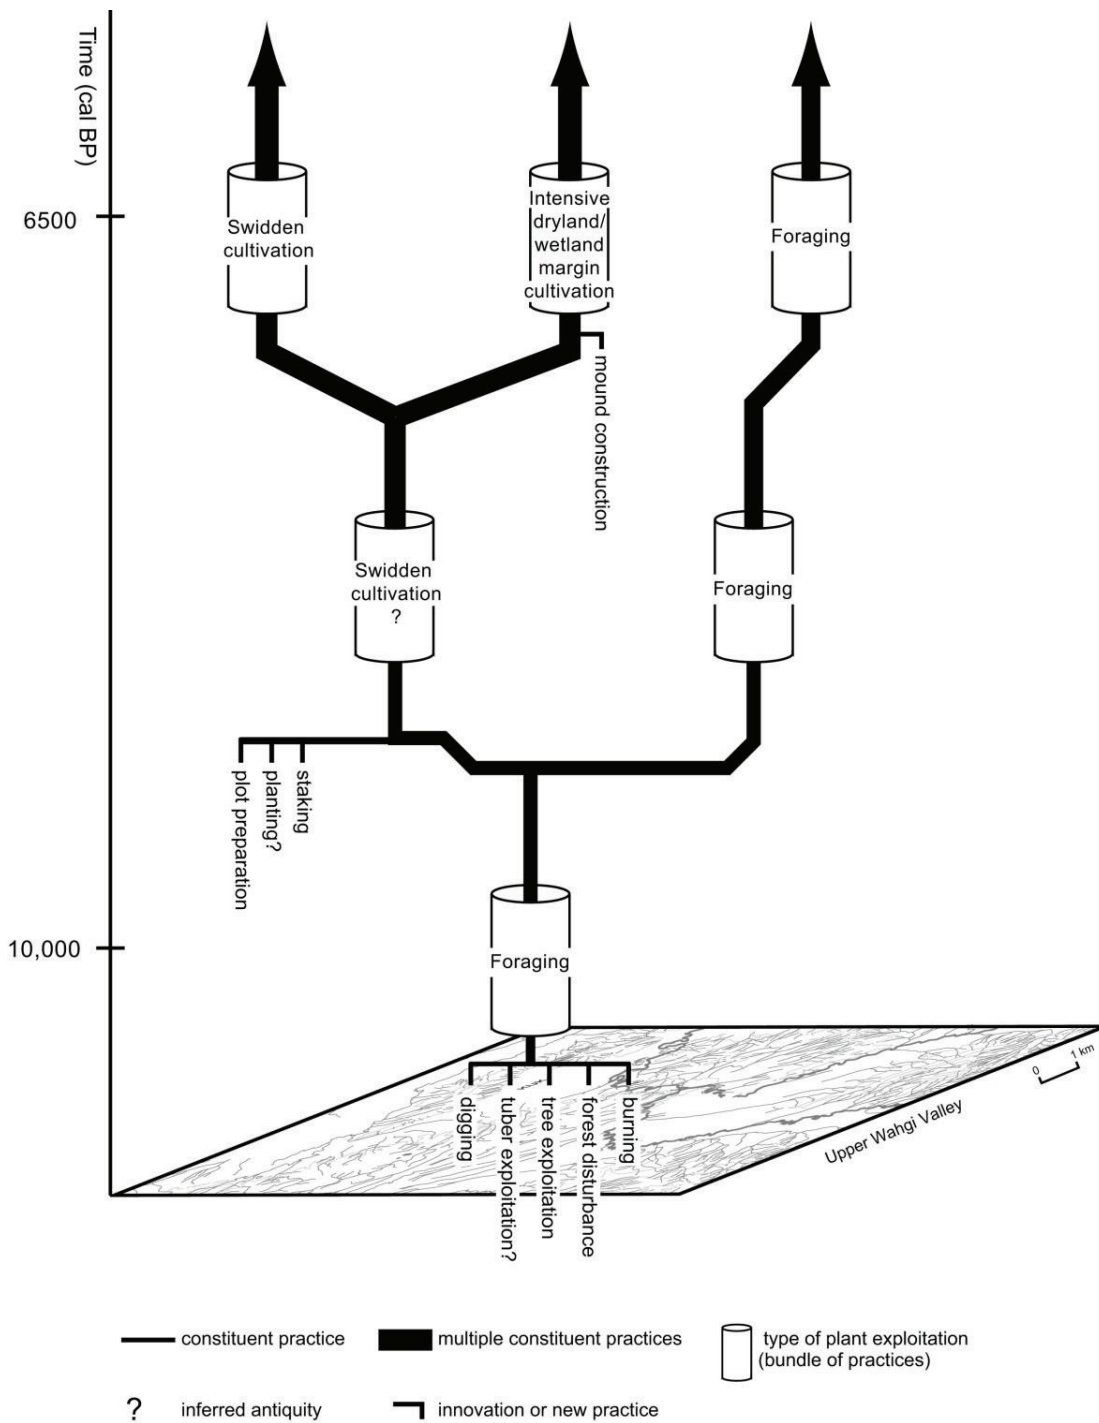 Time (cal BP)
6500
10,000
Swidden
cultivation
Intensive
dryland/
wetland
margin
cultivation
Foraging
mound construction
Swidden
cultivation
?
Foraging
plot preparation
planting?
staking
Foraging
digging
tuber exploitation?
tree exploitation
forest disturbance
burning
0 1 km
Upper Wahgi Valley
constituent practice
multiple constituent practices
type of plant exploitation
(bundle of practices)
? inferred antiquity
innovation or new practice